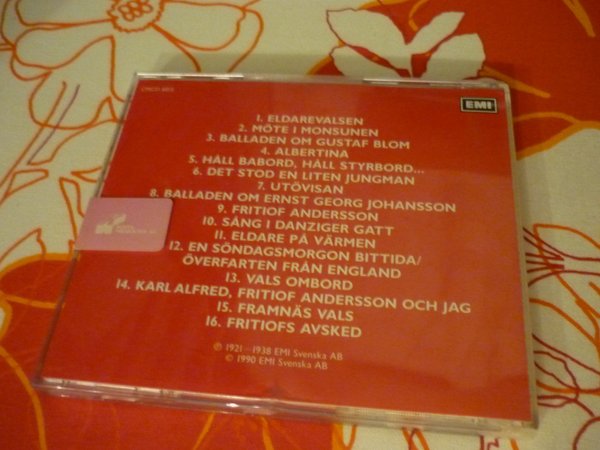 EMI
1. ELDAREVALSEN
2. MÖTE I MONSUNEN
3. BALLADEN OM GUSTAF BLOM
4. ALBERTINA
5. HÅLL BABORD, HÅLL STYRBORD...
6. DET STOD EN LITEN JUNGMAN
7. UTÖVISAN
8. BALLADEN OM ERNST GEORG JOHANSSON
9. FRITIOF ANDERSSON
10. SÅNG I DANZIGER GATT
11. ELDARE PÅ VÄRMEN
12. EN SÖNDAGSMORGON BITTIDA/
ÖVERFARTEN FRÅN ENGLAND
13. VALS OMBORD
14. KARL ALFRED, FRITIOF ANDERSSON OCH JAG
15. FRAMNÄS VALS
16. FRITIOFS AVSKED
℗ 1921–1938 EMI Svenska AB
© 1990 EMI Svenska AB